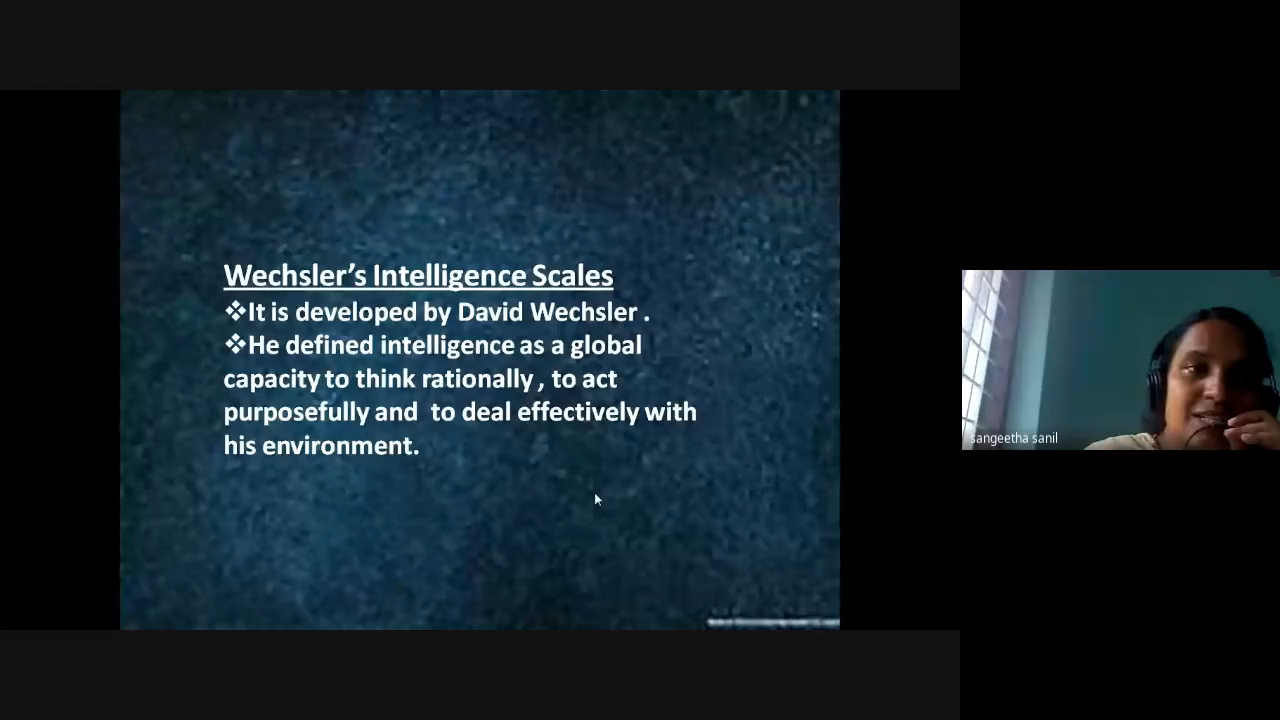 Wechsler’s Intelligence Scales
❖It is developed by David Wechsler .
❖He defined intelligence as a global
capacity to think rationally , to act
purposefully and  to deal effectively with
his environment.
sangeetha sanil